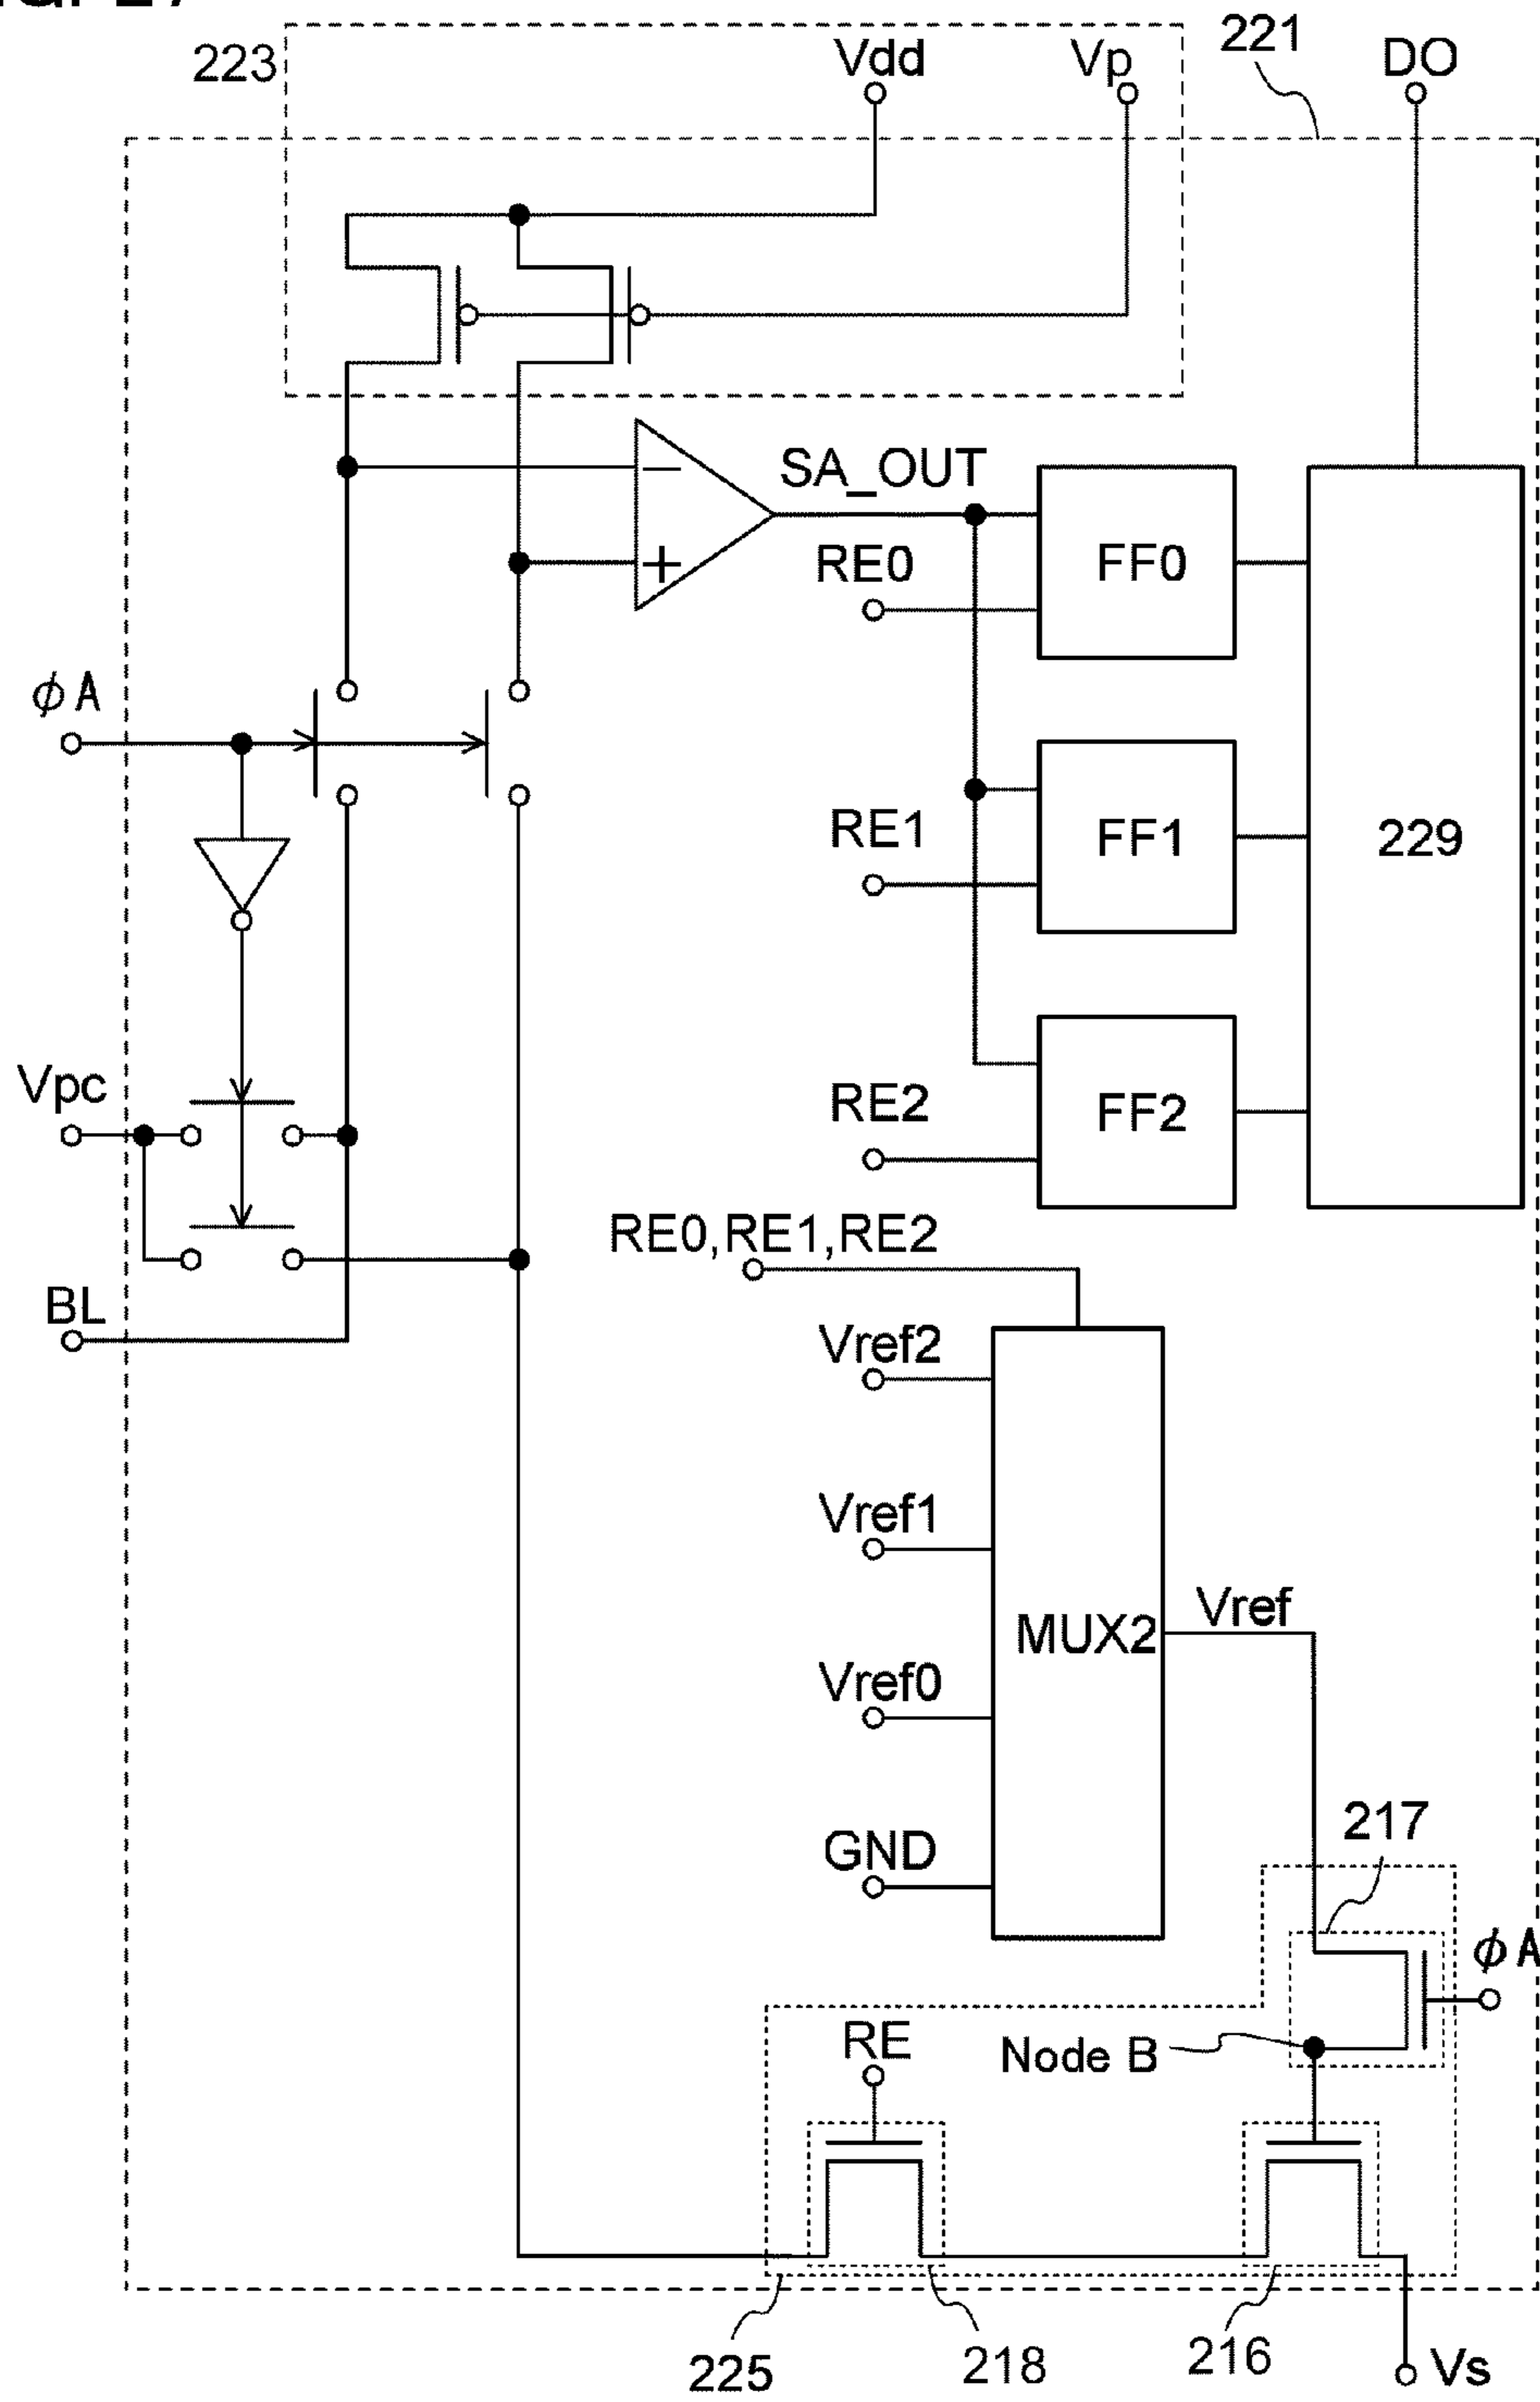 223
Vdd
Vp
221
DO
SA_OUT
−
+
RE0
FF0
ϕA
RE1
FF1
229
Vpc
RE2
FF2
RE0,RE1,RE2
BL
Vref2
Vref1
MUX2
Vref
Vref0
217
GND
ϕA
RE
Node B
225
218
216
Vs